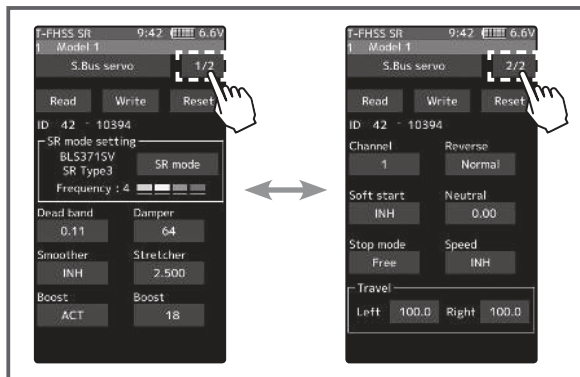 T-FHSS SR 9:42 6.6V
1 Model 1
S.Bus servo 1/2
Read Write Reset
ID 42 - 10394
SR mode setting
BLS371SV
SR Type3
SR mode
Frequency : 4
Dead band Damper
0.11 64
Smoother Stretcher
INH 2.500
Boost Boost
ACT 18
T-FHSS SR 9:42 6.6V
1 Model 1
S.Bus servo 2/2
Read Write Reset
ID 42 - 10394
Channel Reverse
1 Normal
Soft start Neutral
INH 0.00
Stop mode Speed
Free INH
Travel
Left 100.0 Right 100.0